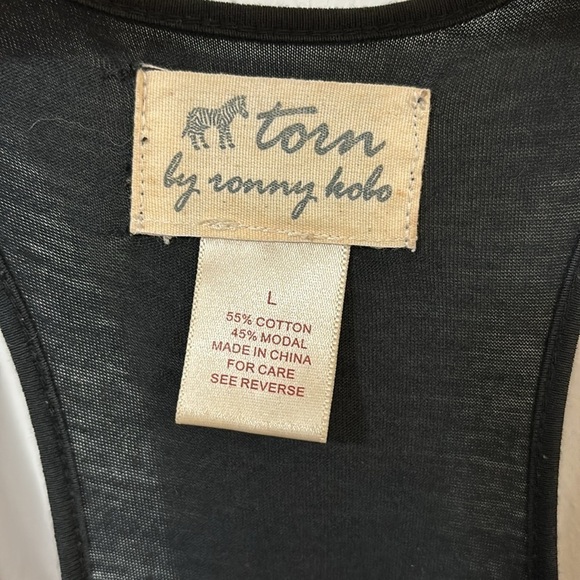 torn
by ronny kobo
L
55% COTTON
45% MODAL
MADE IN CHINA
FOR CARE
SEE REVERSE